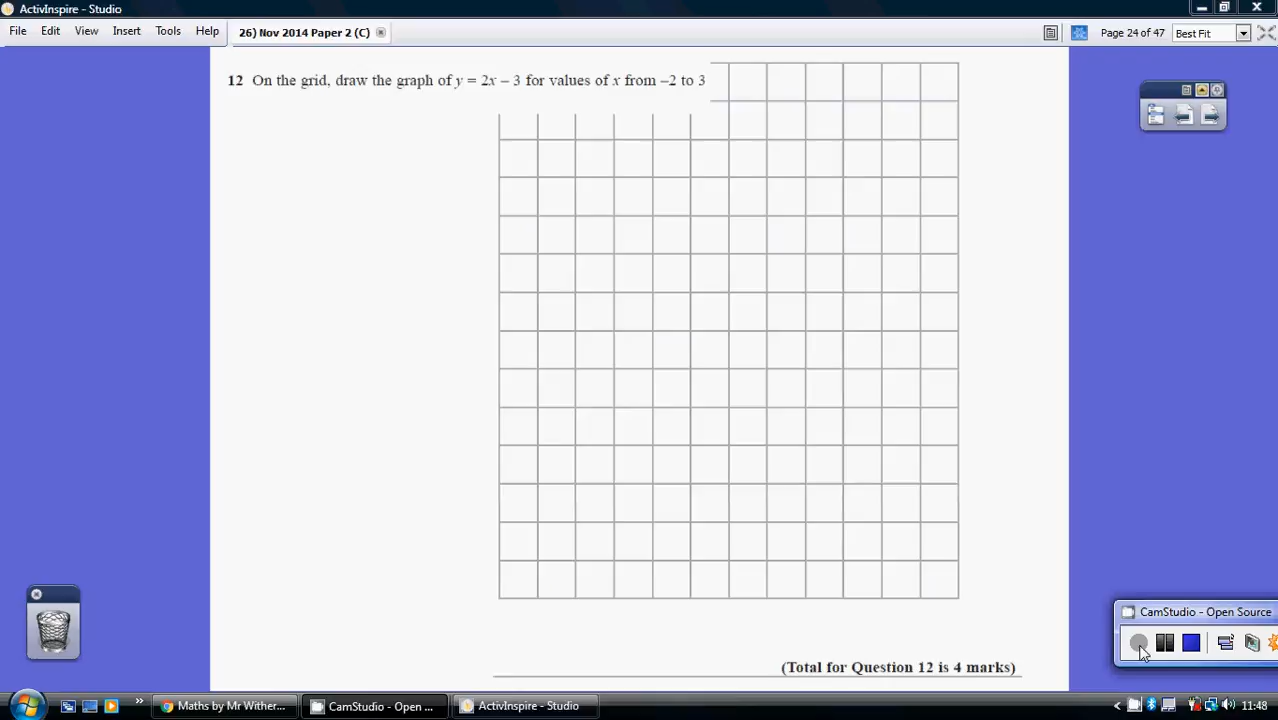 ActivInspire - Studio
File Edit View Insert Tools Help
26) Nov 2014 Paper 2 (C)
Page 24 of 47
Best Fit
12 On the grid, draw the graph of y = 2x – 3 for values of x from –2 to 3
(Total for Question 12 is 4 marks)
CamStudio - Open Source
Maths by Mr Wither...
CamStudio - Open ...
ActivInspire - Studio
11:48